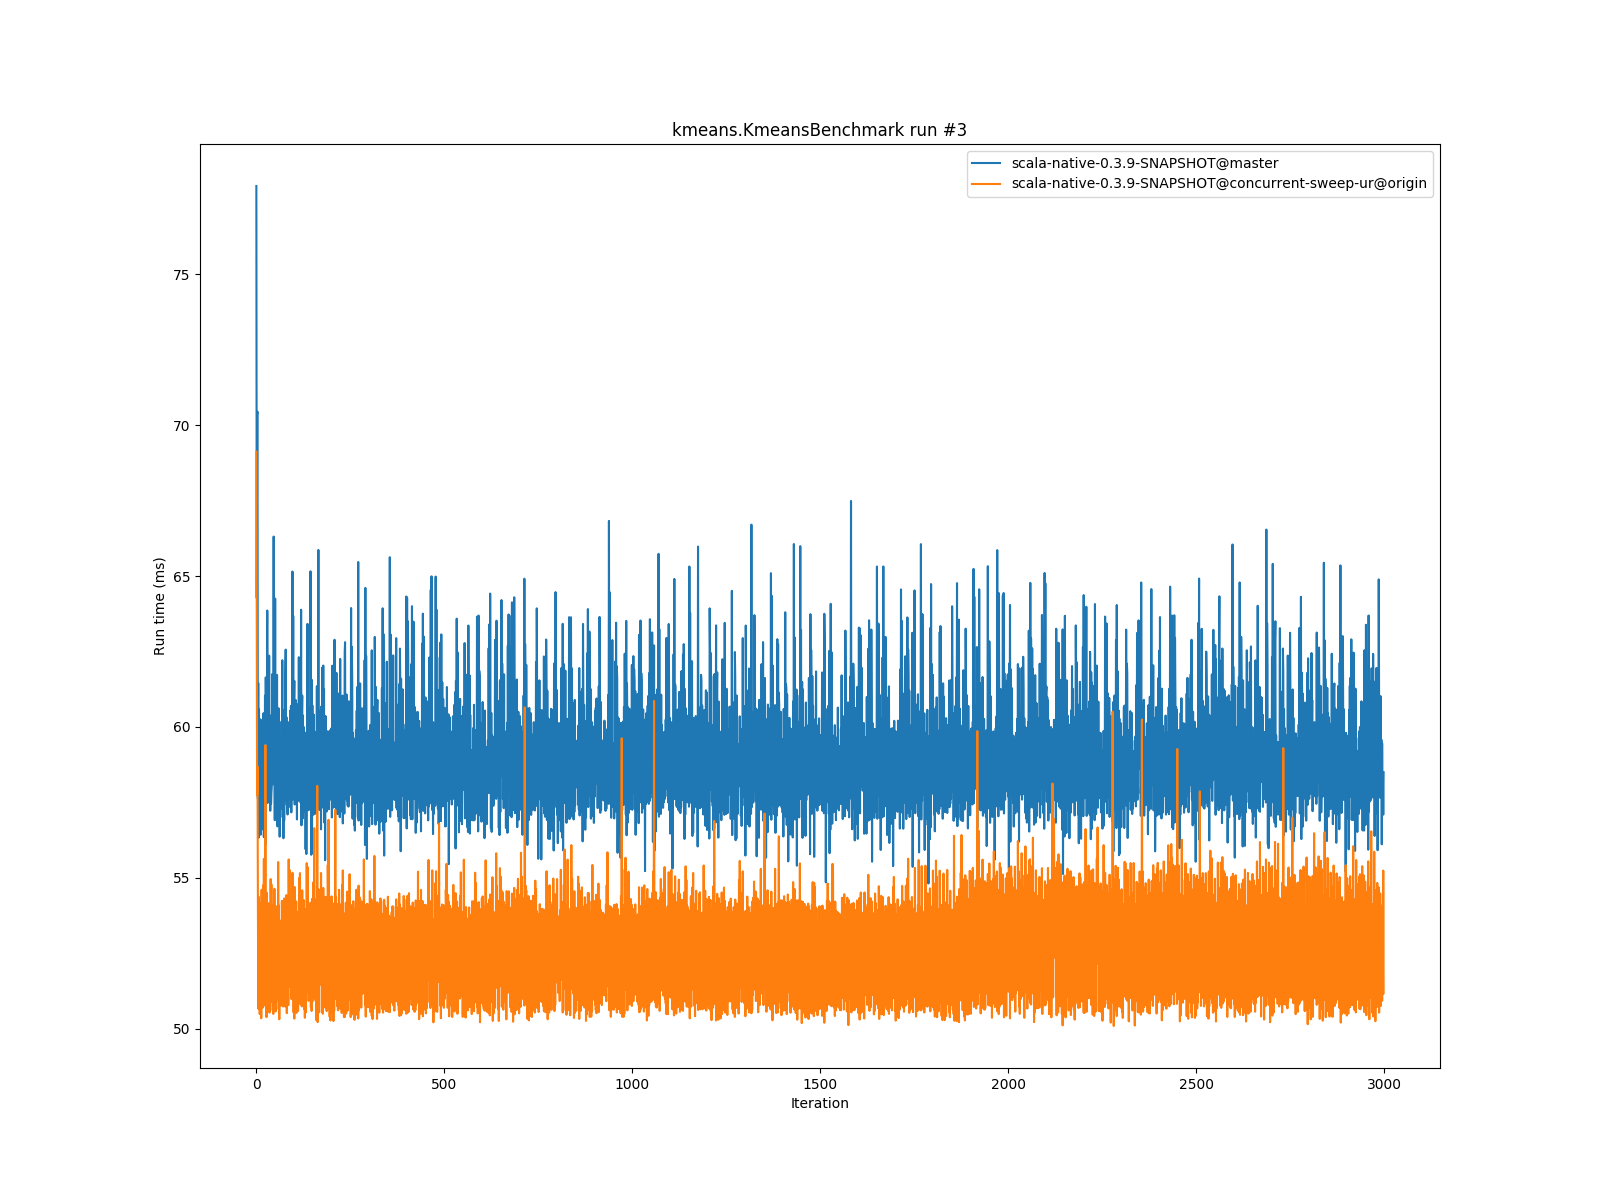 kmeans.KmeansBenchmark run #3
scala-native-0.3.9-SNAPSHOT@master
scala-native-0.3.9-SNAPSHOT@concurrent-sweep-ur@origin
Run time (ms)
75
70
65
60
55
50
0 500 1000 1500 2000 2500 3000
Iteration